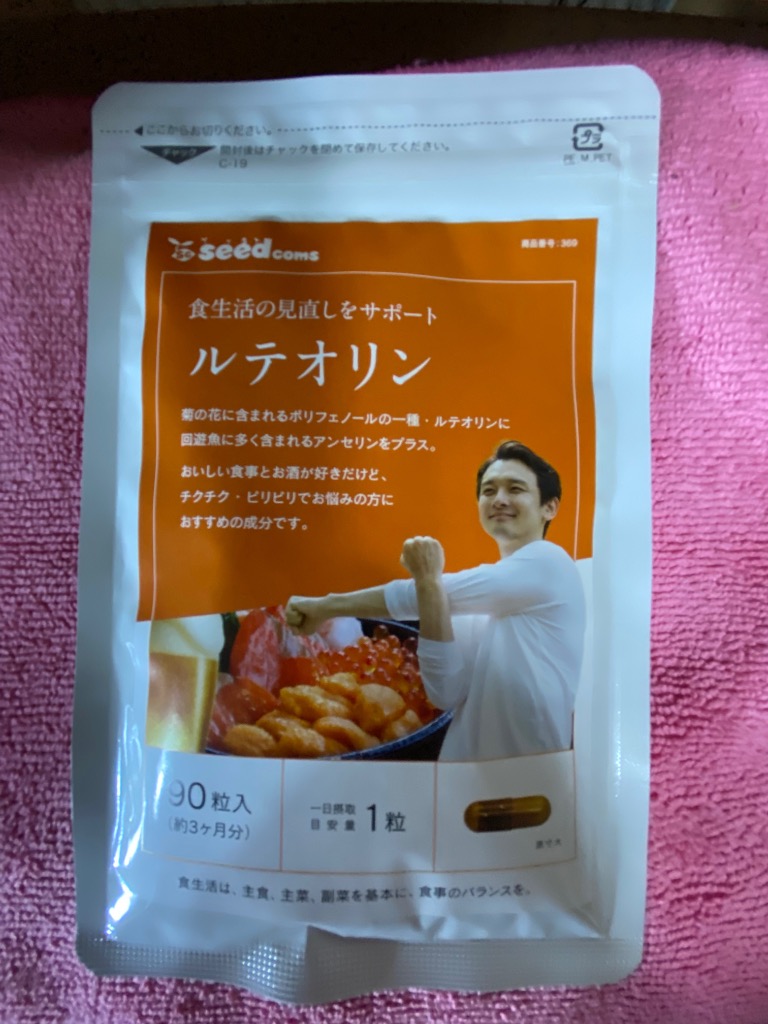 ◀ここからお切りください。
チャック
開封後はチャックを閉めて保存してください。
C-19
プラ
PE M PET
seed coms
商品番号:360
食生活の見直しをサポート
ルテオリン
菊の花に含まれるポリフェノールの一種・ルテオリンに
回遊魚に多く含まれるアンセリンをプラス。
おいしい食事とお酒が好きだけど、
チクチク・ピリピリでお悩みの方に
おすすめの成分です。
90粒入
(約3ヶ月分)
一日摂取
目安量
1粒
食生活は、主食、主菜、副菜を基本に、食事のバランスを。